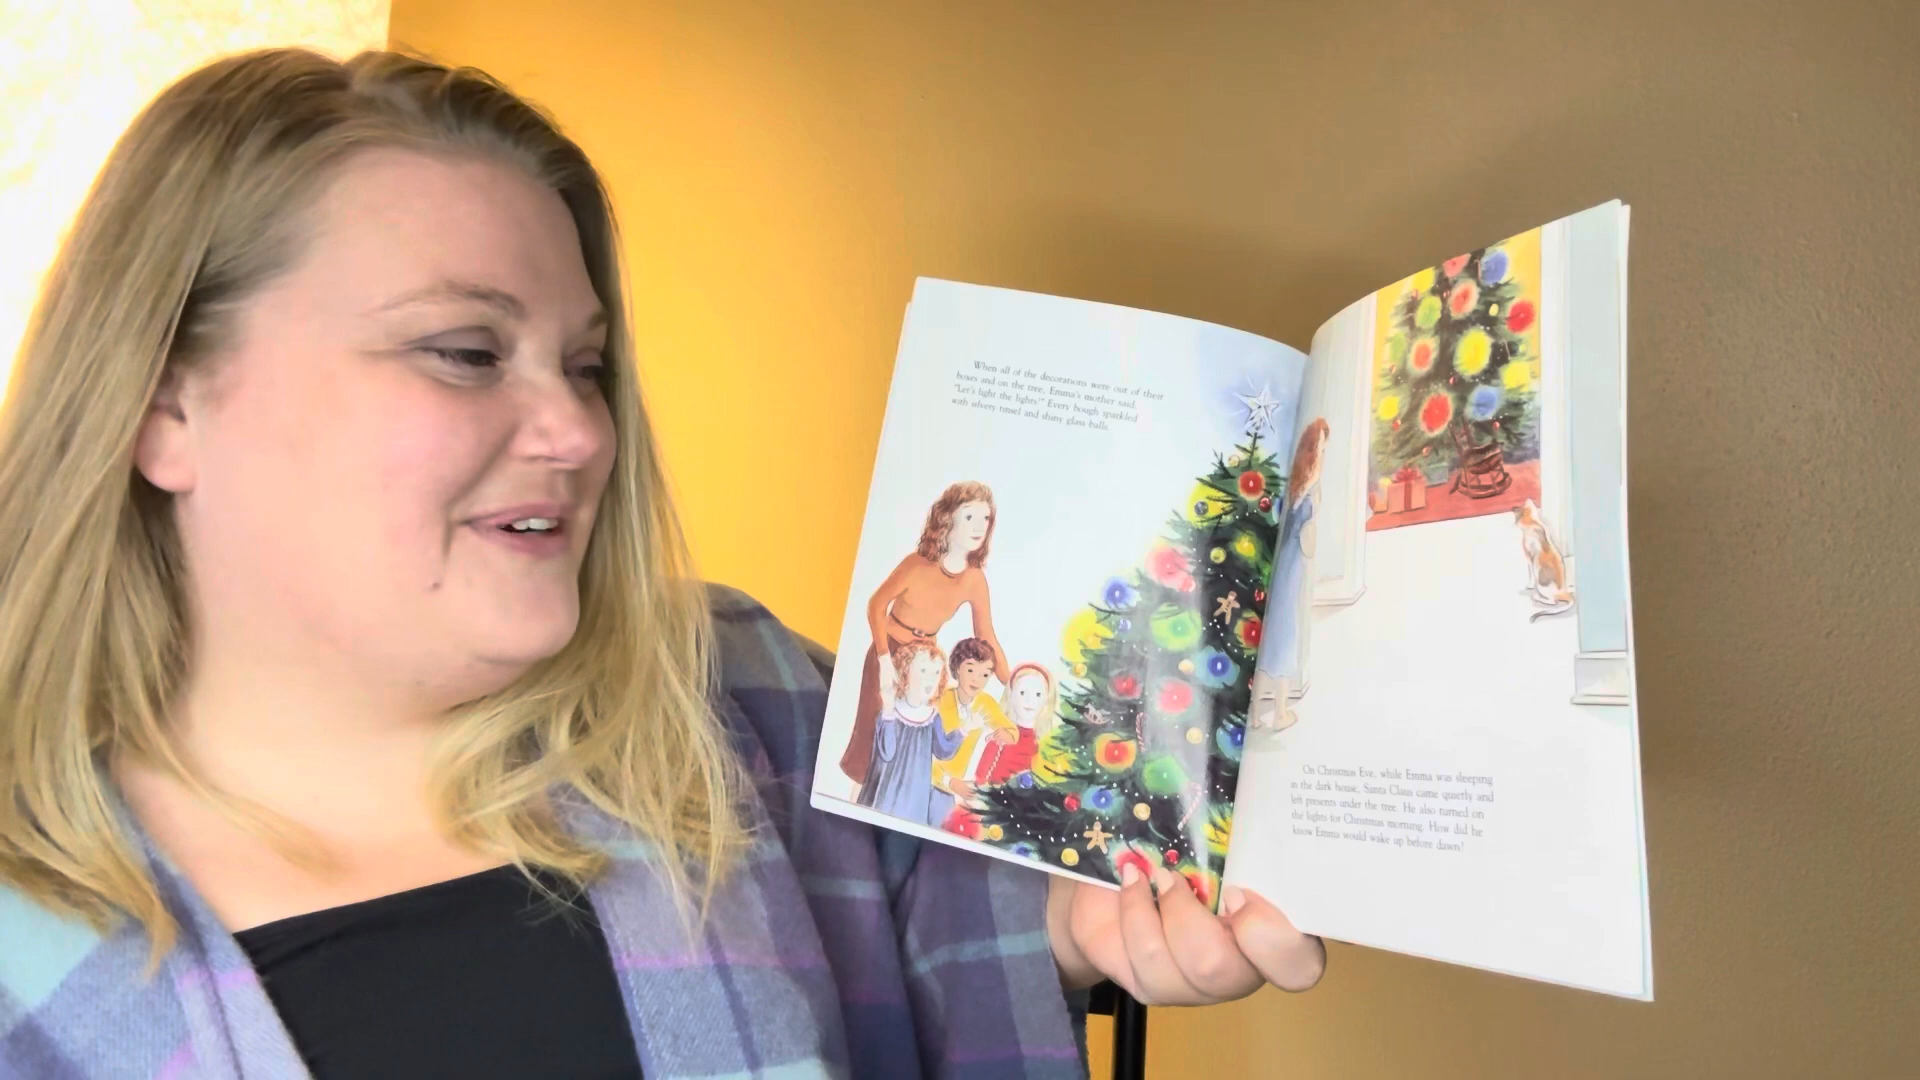 When all of the decorations were out of their
boxes and on the tree, Emma's mother said,
"Let's light the lights!" Every bough sparkled
with silvery tinsel and shiny glass balls.
On Christmas Eve, while Emma was sleeping
in the dark house, Santa Claus came quietly and
left presents under the tree. He also turned on
the lights for Christmas morning. How did he
know Emma would wake up before dawn?